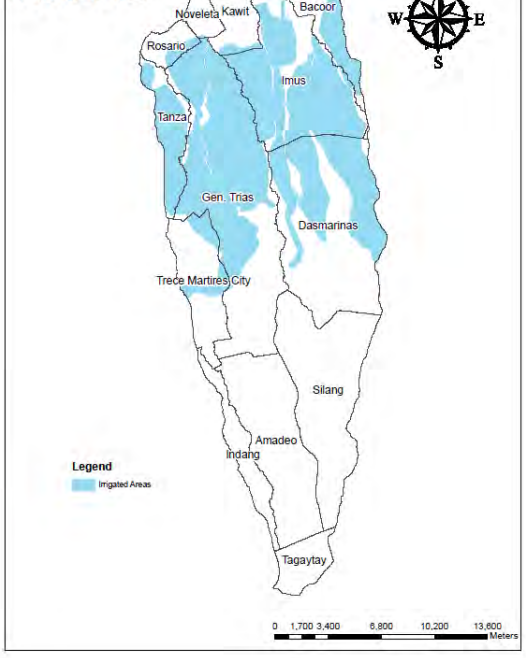 Noveleta Kawit
Bacoor
W E
S
Rosario
Imus
Tanza
Gen. Trias
Dasmarinas
Trece Martires City
Silang
Amadeo
Indang
Legend
Irrigated Areas
Tagaytay
0 1,700 3,400 6,800 10,200 13,600
Meters